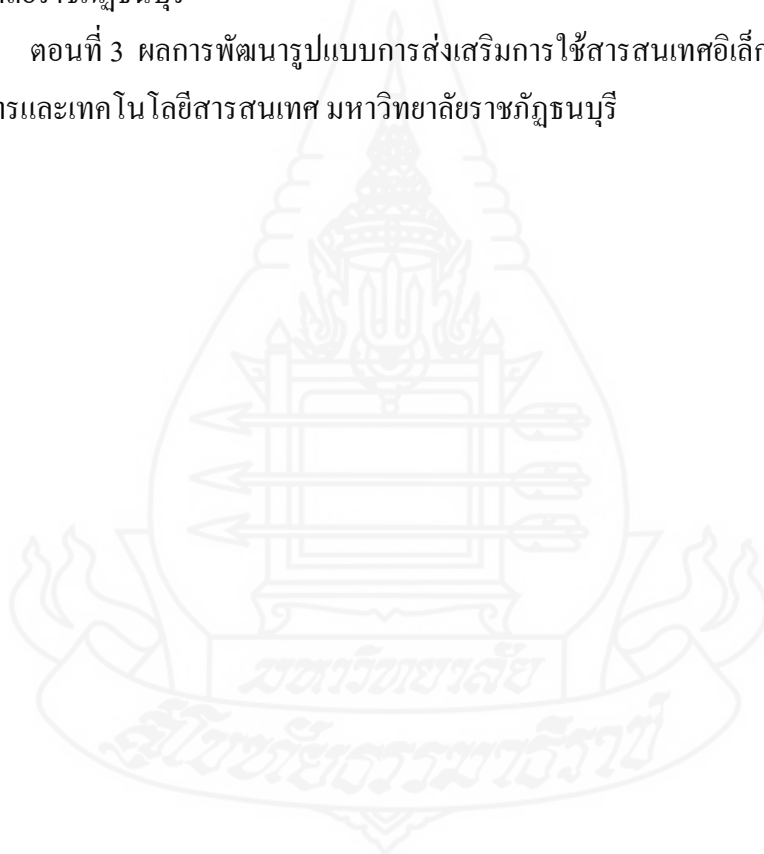 ตอนที่ 3 ผลการพัฒนารูปแบบการส่งเสริมการใช้สารสนเทศอิเล็ก
และเทคโนโลยีสารสนเทศ มหาวิทยาลัยราชภัฏธนบุรี
มหาวิทยาลัย
สุโขทัยธรรมาธิราช